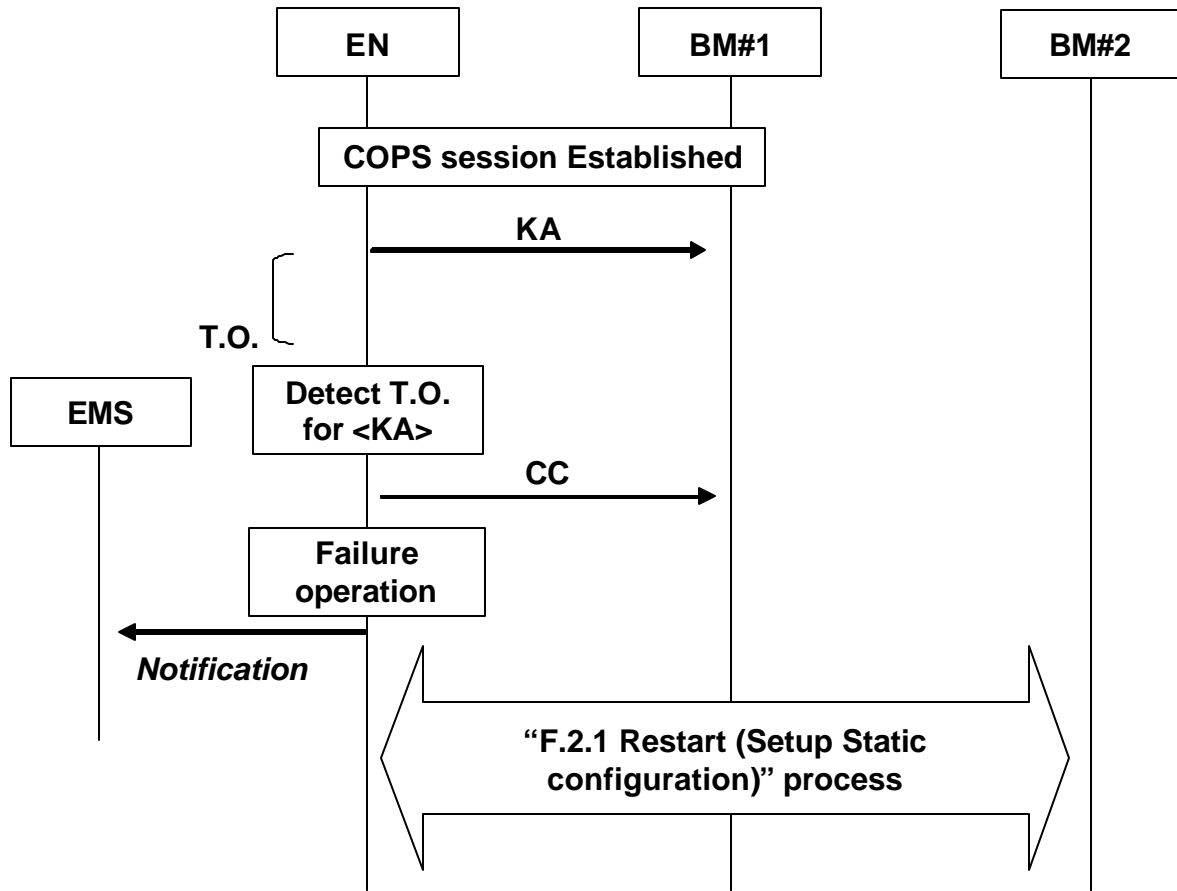 EN
BM#1
BM#2
COPS session Established
KA
T.O.
EMS
Detect T.O.
for <KA>
CC
Failure
operation
Notification
“F.2.1 Restart (Setup Static
configuration)” process